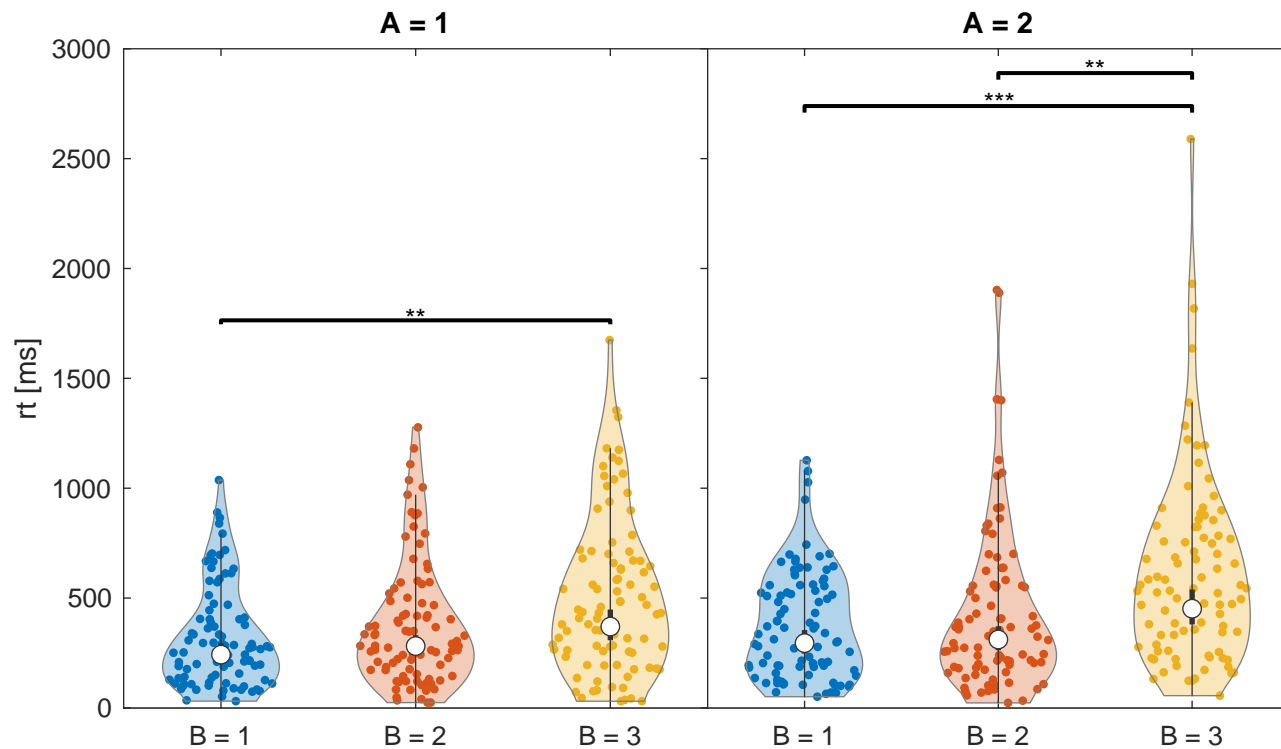 A = 1
A = 2
rt [ms]
3000
2500
2000
1500
1000
500
0
**
**
***
B = 1
B = 2
B = 3
B = 1
B = 2
B = 3